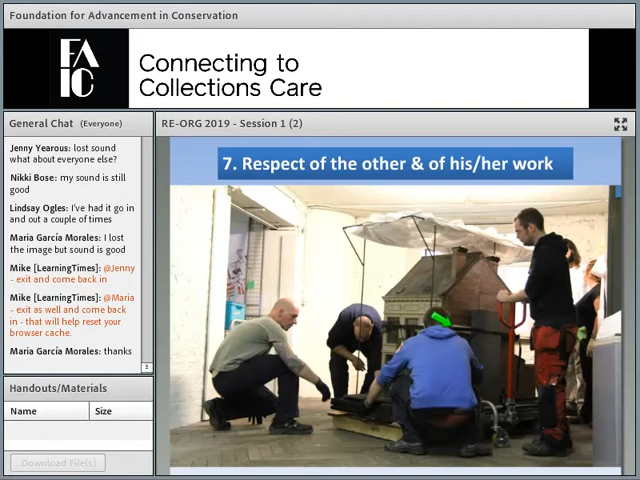 Foundation for Advancement in Conservation
FA
IC
Connecting to
Collections Care
General Chat (Everyone)
Jenny Yearous: lost sound
what about everyone else?
Nikki Bose: my sound is still
good
Lindsay Ogles: I've had it go in
and out a couple of times
Maria García Morales: I lost
the image but sound is good
Mike [LearningTimes]: @Jenny
- exit and come back in
Mike [LearningTimes]: @Maria
- exit as well and come back
in - that will help reset your
browser cache.
Maria García Morales: thanks
Handouts/Materials
Name Size
Download File(s)
RE-ORG 2019 - Session 1 (2)
7. Respect of the other & of his/her work